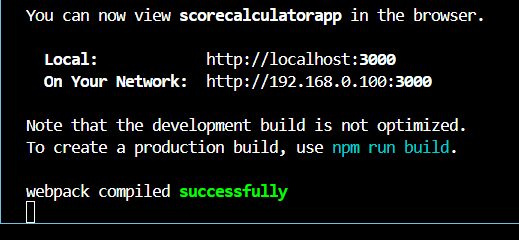 You can now view scorecalculatorapp in the browser.
Local: http://localhost:3000
On Your Network: http://192.168.0.100:3000
Note that the development build is not optimized.
To create a production build, use npm run build.
webpack compiled successfully